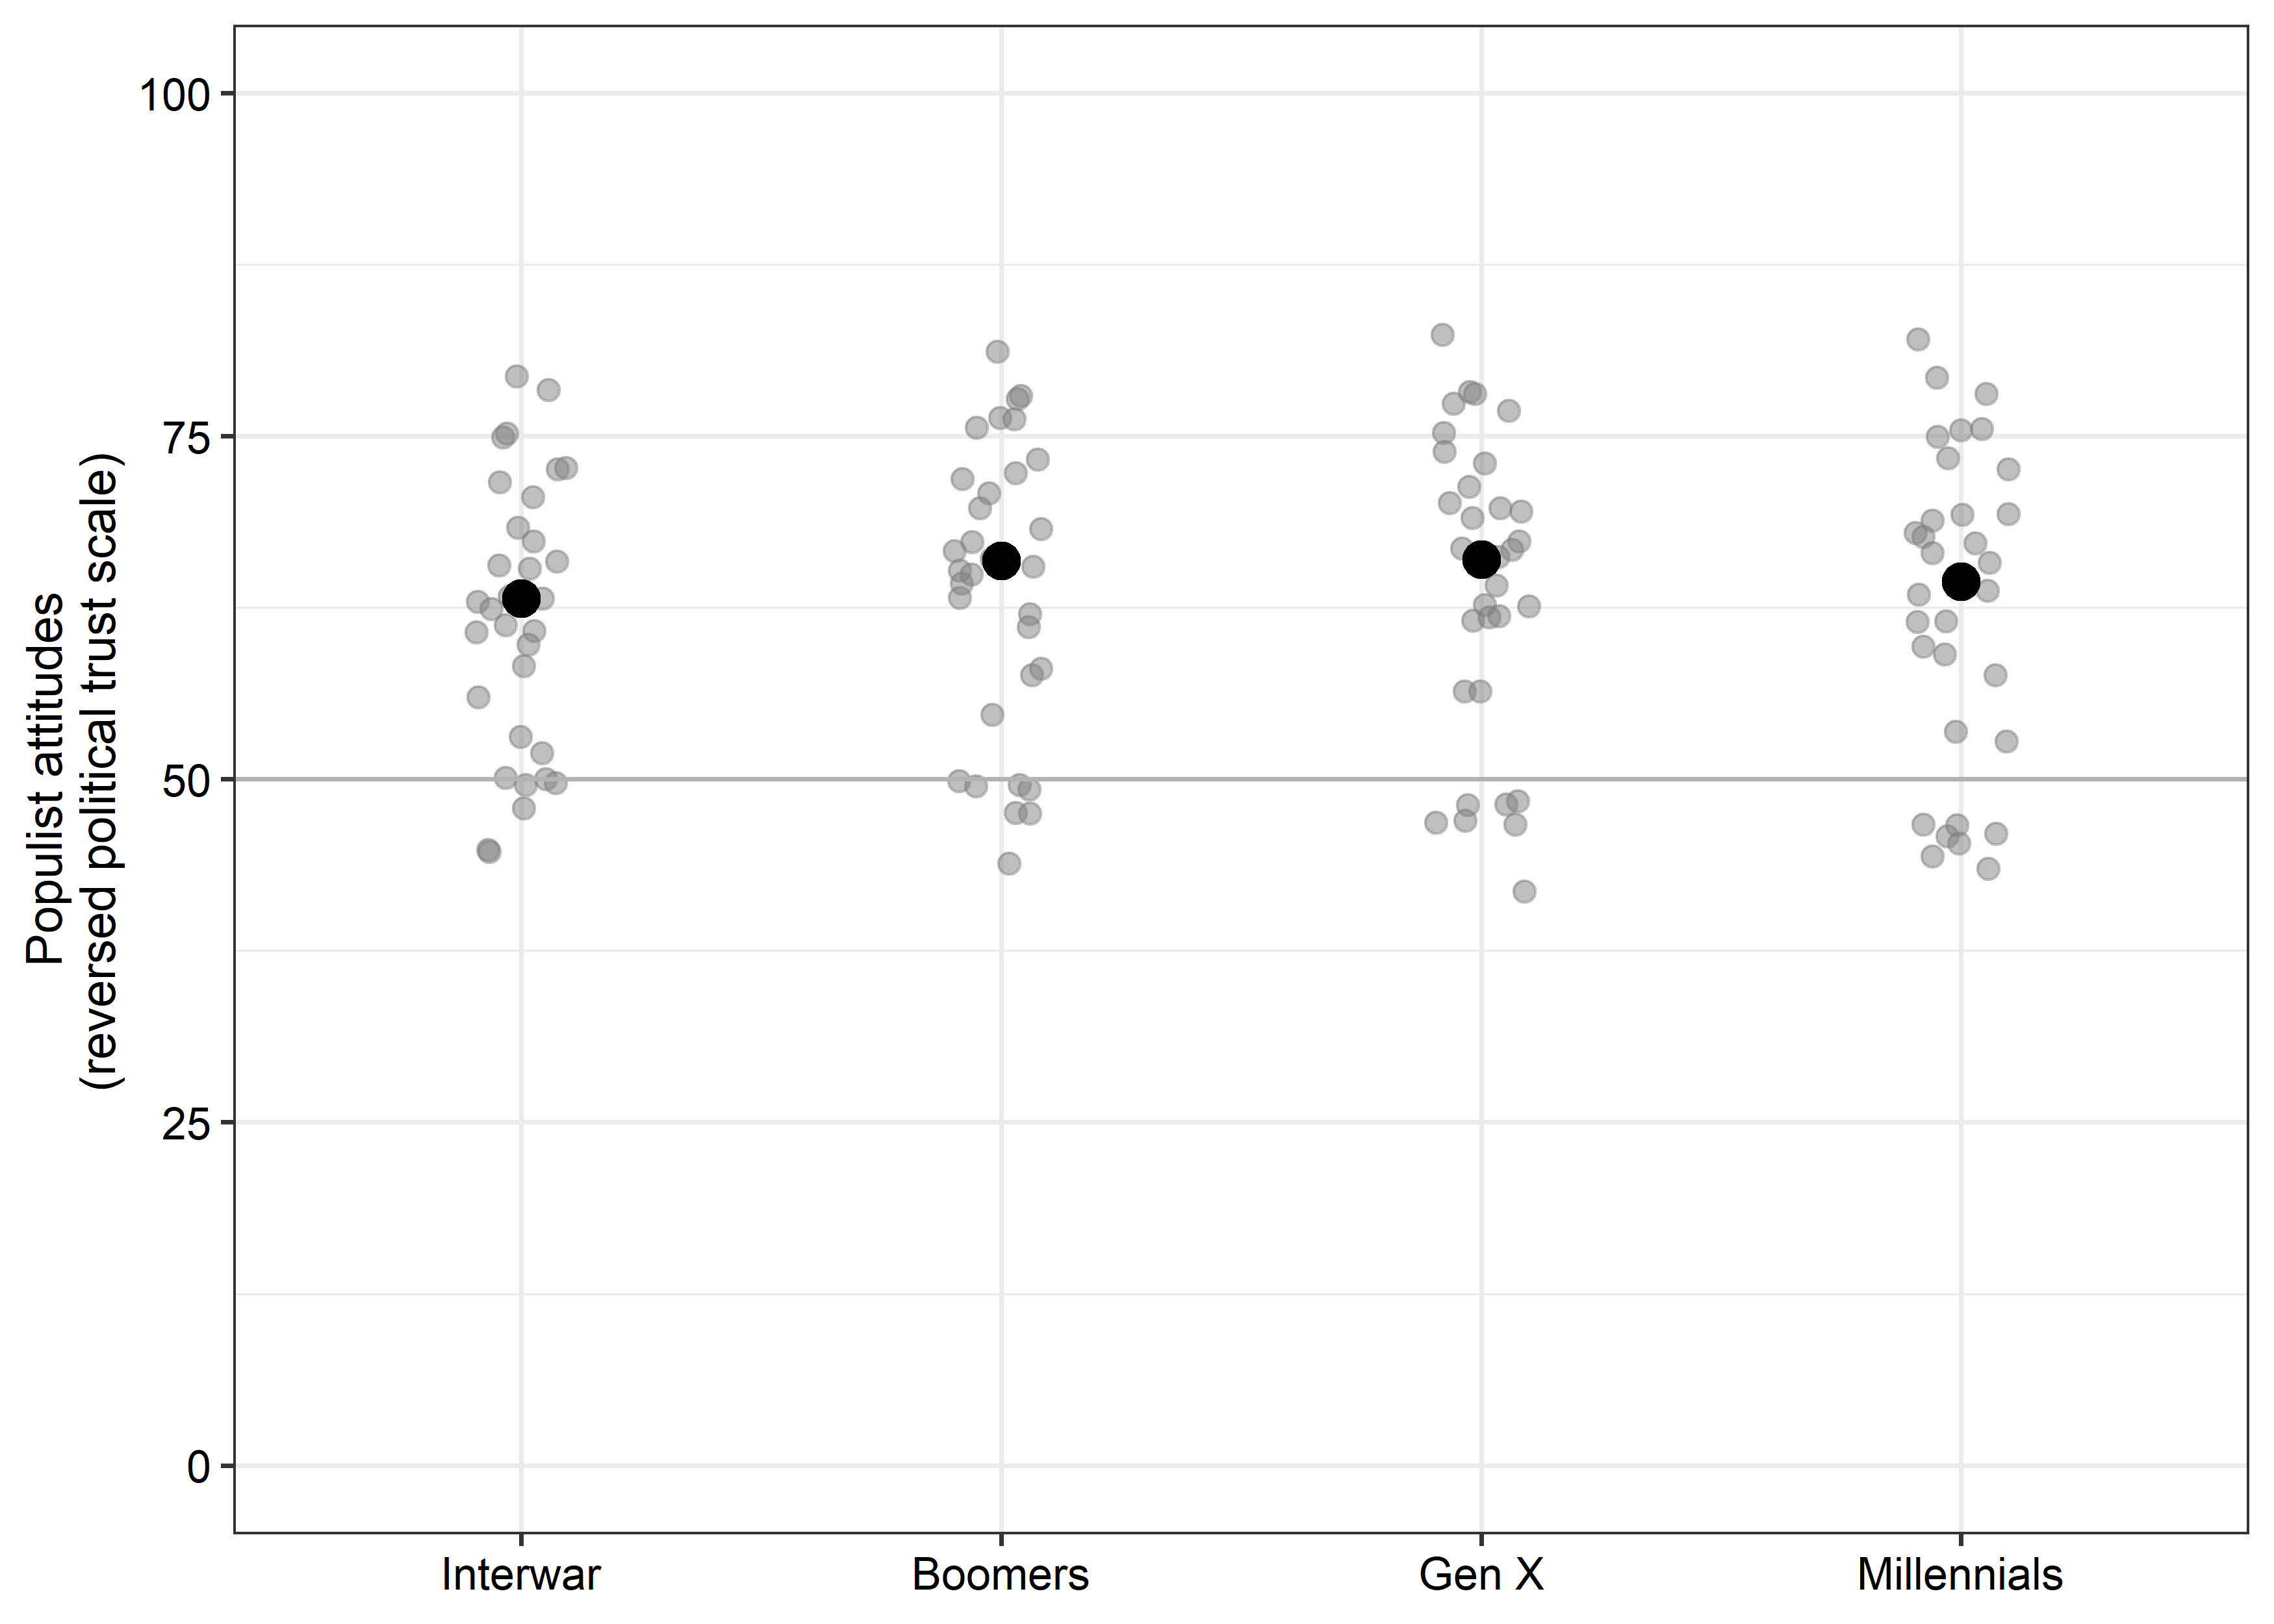 Populist attitudes
(reversed political trust scale)
100
75
50
25
0
Interwar
Boomers
Gen X
Millennials